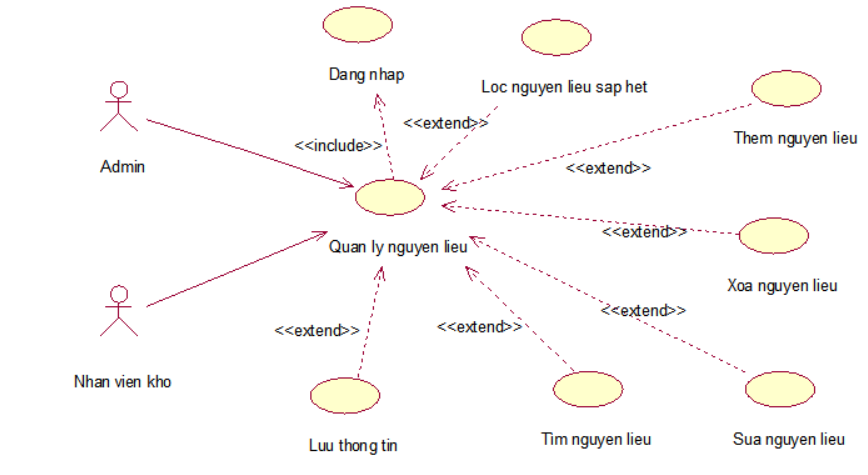 Dang nhap
Loc nguyen lieu sap het
<<extend>>
<<include>>
Them nguyen lieu
Admin
<<extend>>
<<extend>>
Quan ly nguyen lieu
Xoa nguyen lieu
<<extend>>
<<extend>>
<<extend>>
Nhan vien kho
Luu thong tin
Tim nguyen lieu
Sua nguyen lieu